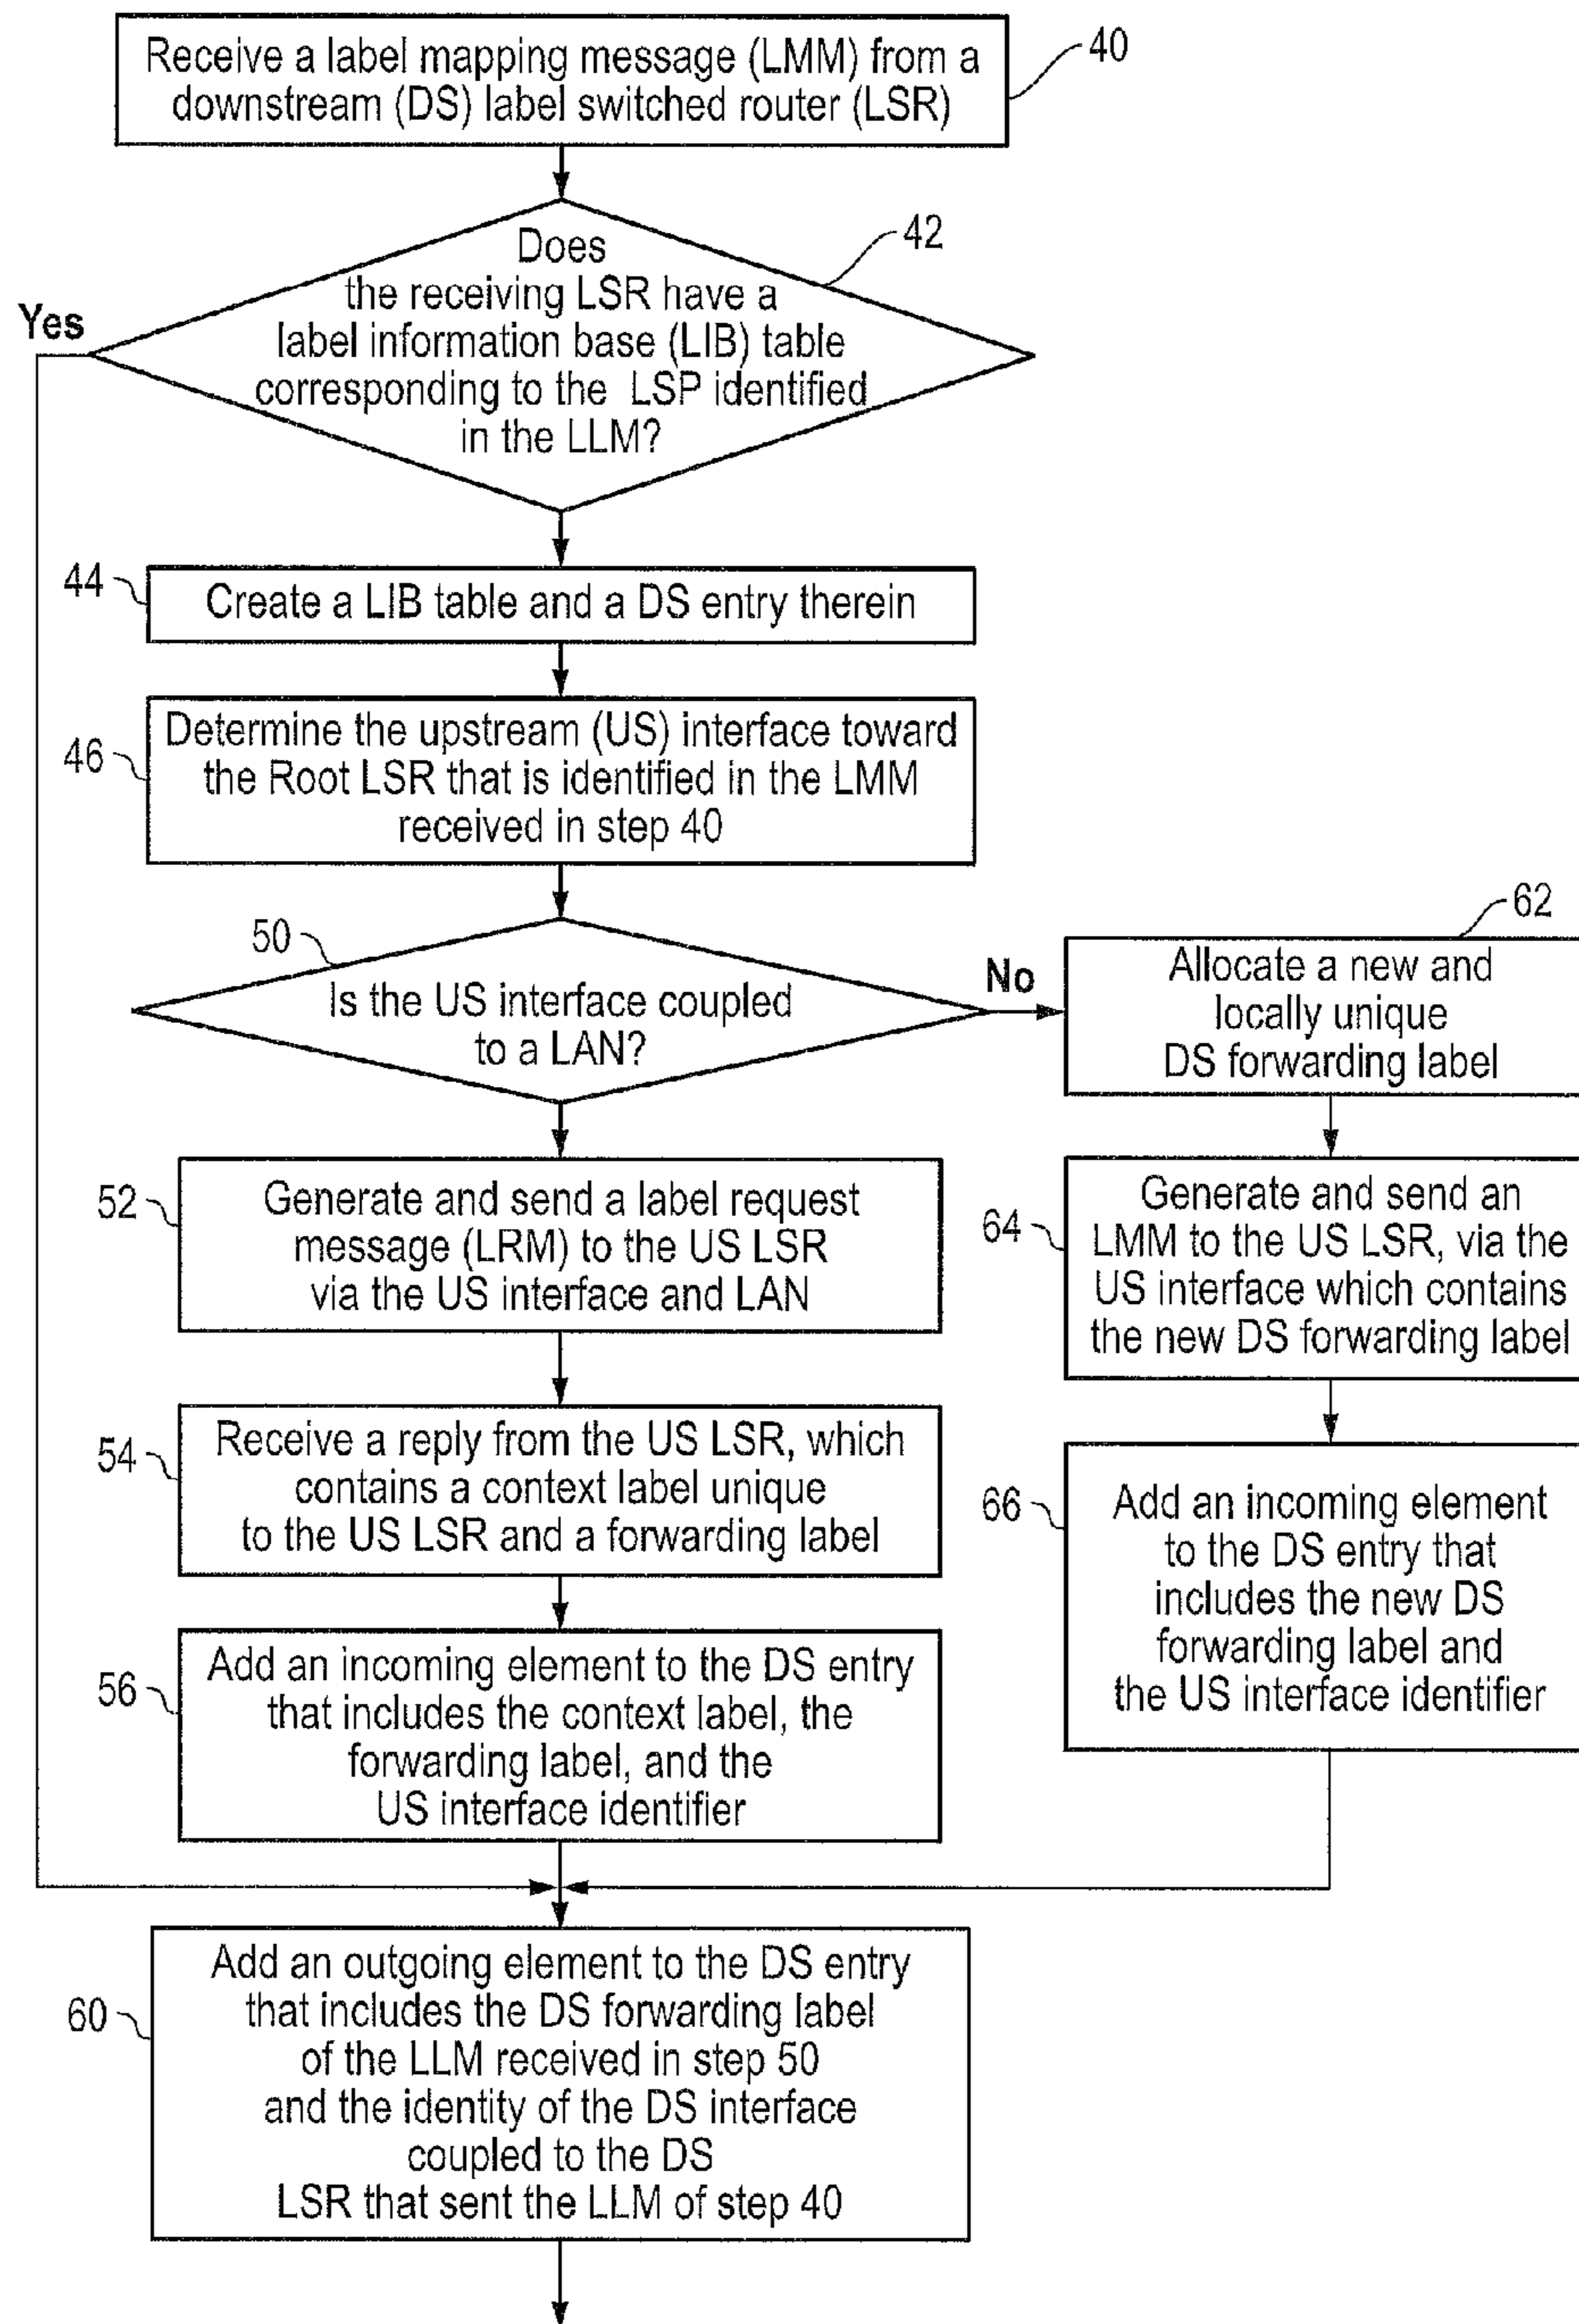 Receive a label mapping message (LMM) from a
downstream (DS) label switched router (LSR)
40
Does
the receiving LSR have a
label information base (LIB) table
corresponding to the LSP identified
in the LLM?
42
Yes
44
Create a LIB table and a DS entry therein
46
Determine the upstream (US) interface toward
the Root LSR that is identified in the LMM
received in step 40
50
Is the US interface coupled
to a LAN?
No
62
Allocate a new and
locally unique
DS forwarding label
52
Generate and send a label request
message (LRM) to the US LSR
via the US interface and LAN
64
Generate and send an
LMM to the US LSR, via the
US interface which contains
the new DS forwarding label
54
Receive a reply from the US LSR, which
contains a context label unique
to the US LSR and a forwarding label
66
Add an incoming element
to the DS entry that
includes the new DS
forwarding label and
the US interface identifier
56
Add an incoming element to the DS entry
that includes the context label, the
forwarding label, and the
US interface identifier
60
Add an outgoing element to the DS entry
that includes the DS forwarding label
of the LLM received in step 50
and the identity of the DS interface
coupled to the DS
LSR that sent the LLM of step 40